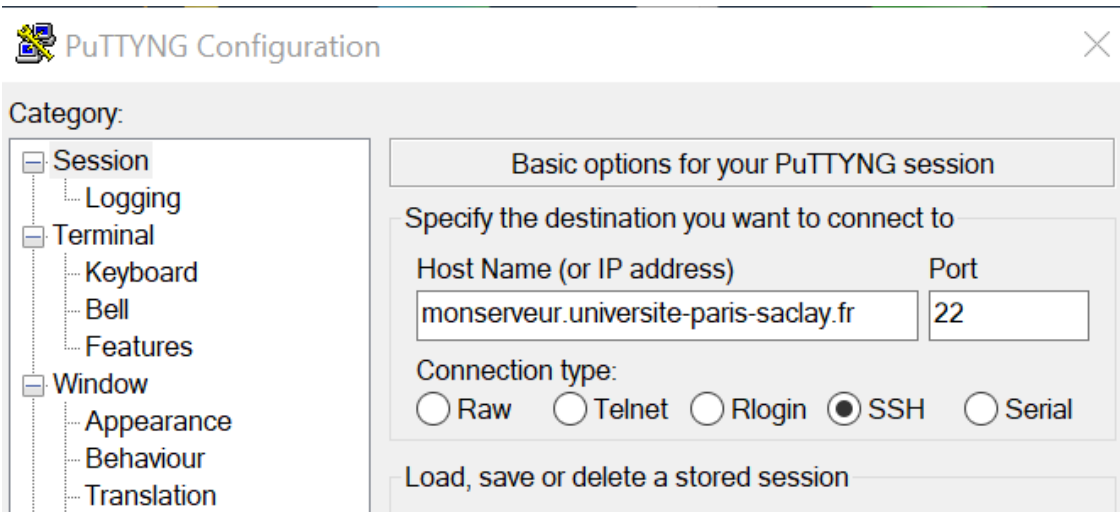 PuTTYNG Configuration
Category:
Session
Logging
Terminal
Keyboard
Bell
Features
Window
Appearance
Behaviour
Translation
Basic options for your PuTTYNG session
Specify the destination you want to connect to
Host Name (or IP address) Port
monserveur.universite-paris-saclay.fr 22
Connection type:
Raw Telnet Rlogin SSH Serial
Load, save or delete a stored session